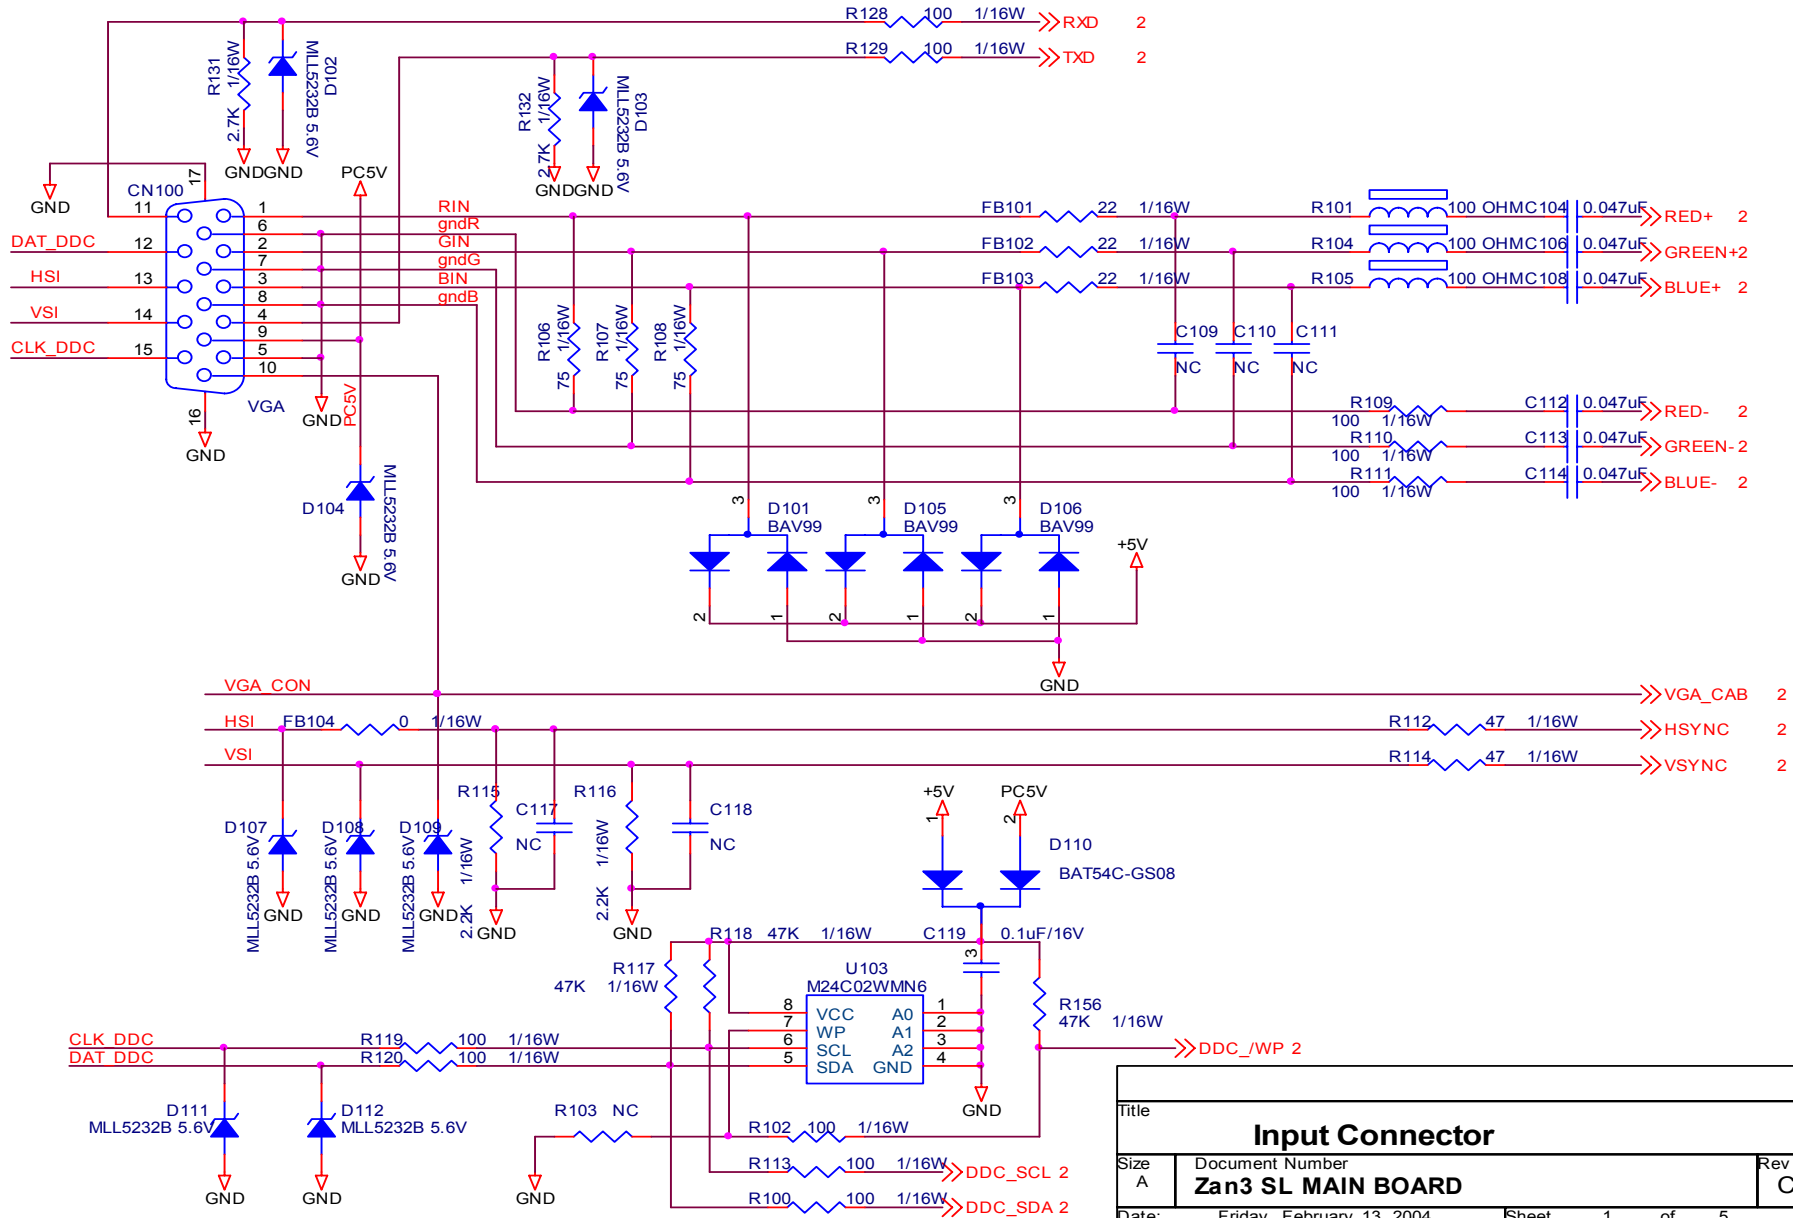 R128 100 1/16W RXD 2
R129 100 1/16W TXD 2
R131 1/16W 2.7K
D102 MLL5232B 5.6V
GND GND
R132 1/16W 2.7K
D103 MLL5232B 5.6V
GND GND
GND 17 PC5V
CN100
11 1 RIN FB101 22 1/16W R101 100 OHM C104 0.047uF RED+ 2
6 gndR
DAT_DDC 12 2 GIN FB102 22 1/16W R104 100 OHM C106 0.047uF GREEN+ 2
7 gndG
HSI 13 3 BIN FB103 22 1/16W R105 100 OHM C108 0.047uF BLUE+ 2
8 gndB
VSI 14 4
9
CLK_DDC 15 5
10
16 VGA
GND GND PC5V
R106 1/16W 75
R107 1/16W 75
R108 1/16W 75
C109 C110 C111
NC NC NC
R109 100 1/16W C112 0.047uF RED- 2
R110 100 1/16W C113 0.047uF GREEN- 2
R111 100 1/16W C114 0.047uF BLUE- 2
D104 MLL5232B 5.6V
GND
3 3 3
D101 D105 D106
BAV99 BAV99 BAV99
+5V
2 1 2 1 2 1
GND
VGA_CON VGA_CAB 2
HSI FB104 0 1/16W R112 47 1/16W HSYNC 2
VSI R114 47 1/16W VSYNC 2
D107 MLL5232B 5.6V GND
D108 MLL5232B 5.6V GND
D109 MLL5232B 5.6V GND
R115 2.2K 1/16W
C117 NC
GND
R116 2.2K 1/16W
C118 NC
GND
+5V PC5V
1 2
D110
BAT54C-GS08
R118 47K 1/16W C119 0.1uF/16V
3
R117
47K 1/16W
U103
M24C02WMN6
8 VCC A0 1
7 WP A1 2
6 SCL A2 3
5 SDA GND 4
R156
47K 1/16W
GND
CLK_DDC R119 100 1/16W DDC_/WP 2
DAT_DDC R120 100 1/16W
D111 MLL5232B 5.6V
D112 MLL5232B 5.6V
GND GND
R103 NC R102 100 1/16W
GND
R113 100 1/16W DDC_SCL 2
R100 100 1/16W DDC_SDA 2
Title
Input Connector
Size Document Number Rev
A Zan3 SL MAIN BOARD
Date: Friday, February 13, 2004 Sheet 1 of 5